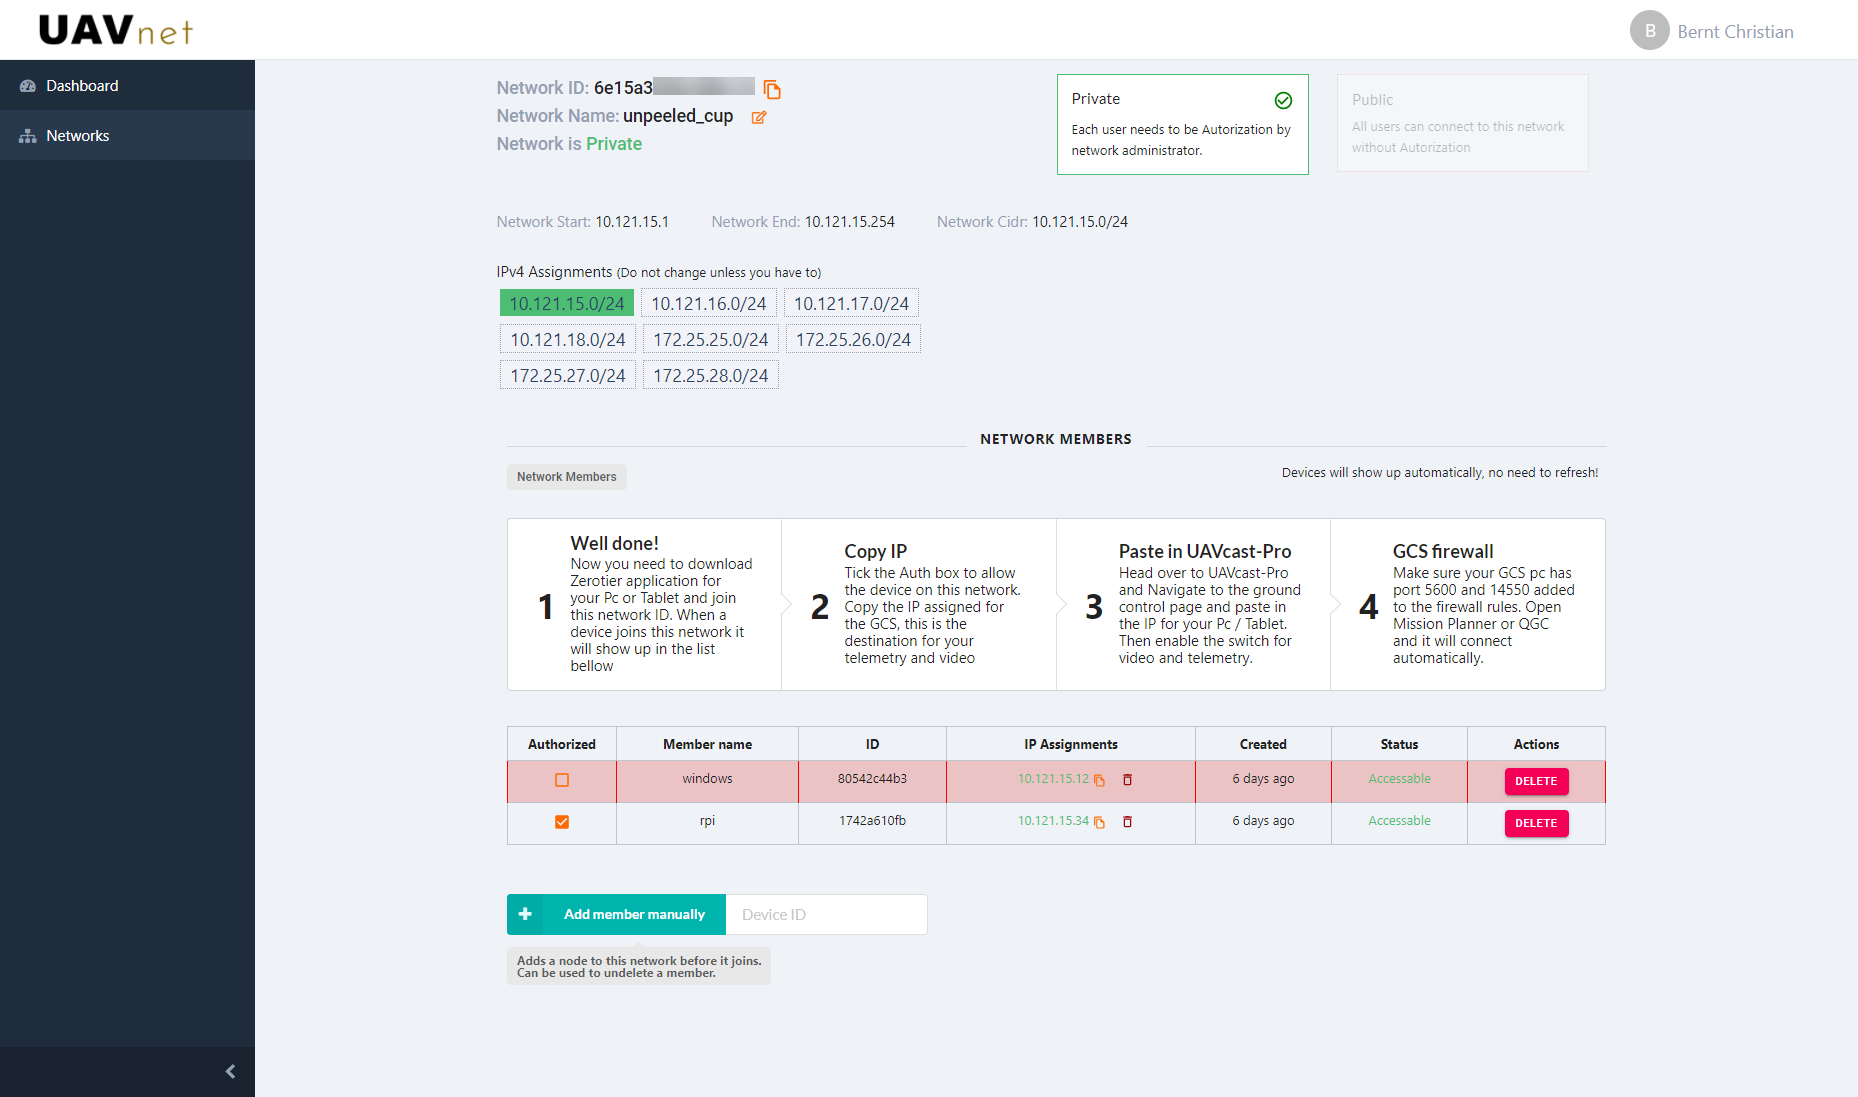 UAVnet
B Bernt Christian
Dashboard
Networks
Network ID: 6e15a3
Network Name: unpeeled_cup
Network is Private
Private
Each user needs to be Autorization by
network administrator.
Public
All users can connect to this network
without Autorization
Network Start: 10.121.15.1 Network End: 10.121.15.254 Network Cidr: 10.121.15.0/24
IPv4 Assignments (Do not change unless you have to)
10.121.15.0/24 10.121.16.0/24 10.121.17.0/24
10.121.18.0/24 172.25.25.0/24 172.25.26.0/24
172.25.27.0/24 172.25.28.0/24
NETWORK MEMBERS
Network Members
Devices will show up automatically, no need to refresh!
1
Well done!
Now you need to download
Zerotier application for
your Pc or Tablet and join
this network ID. When a
device joins this network it
will show up in the list
bellow
2
Copy IP
Tick the Auth box to allow
the device on this network.
Copy the IP assigned for
the GCS, this is the
destination for your
telemetry and video
3
Paste in UAVcast-Pro
Head over to UAVcast-Pro
and Navigate to the ground
control page and paste in
the IP for your Pc / Tablet.
Then enable the switch for
video and telemetry.
4
GCS firewall
Make sure your GCS pc has
port 5600 and 14550 added
to the firewall rules. Open
Mission Planner or QGC
and it will connect
automatically.
Authorized Member name ID IP Assignments Created Status Actions
windows 80542c44b3 10.121.15.12 6 days ago Accessable DELETE
rpi 1742a610fb 10.121.15.34 6 days ago Accessable DELETE
Add member manually Device ID
Adds a node to this network before it joins.
Can be used to undelete a member.